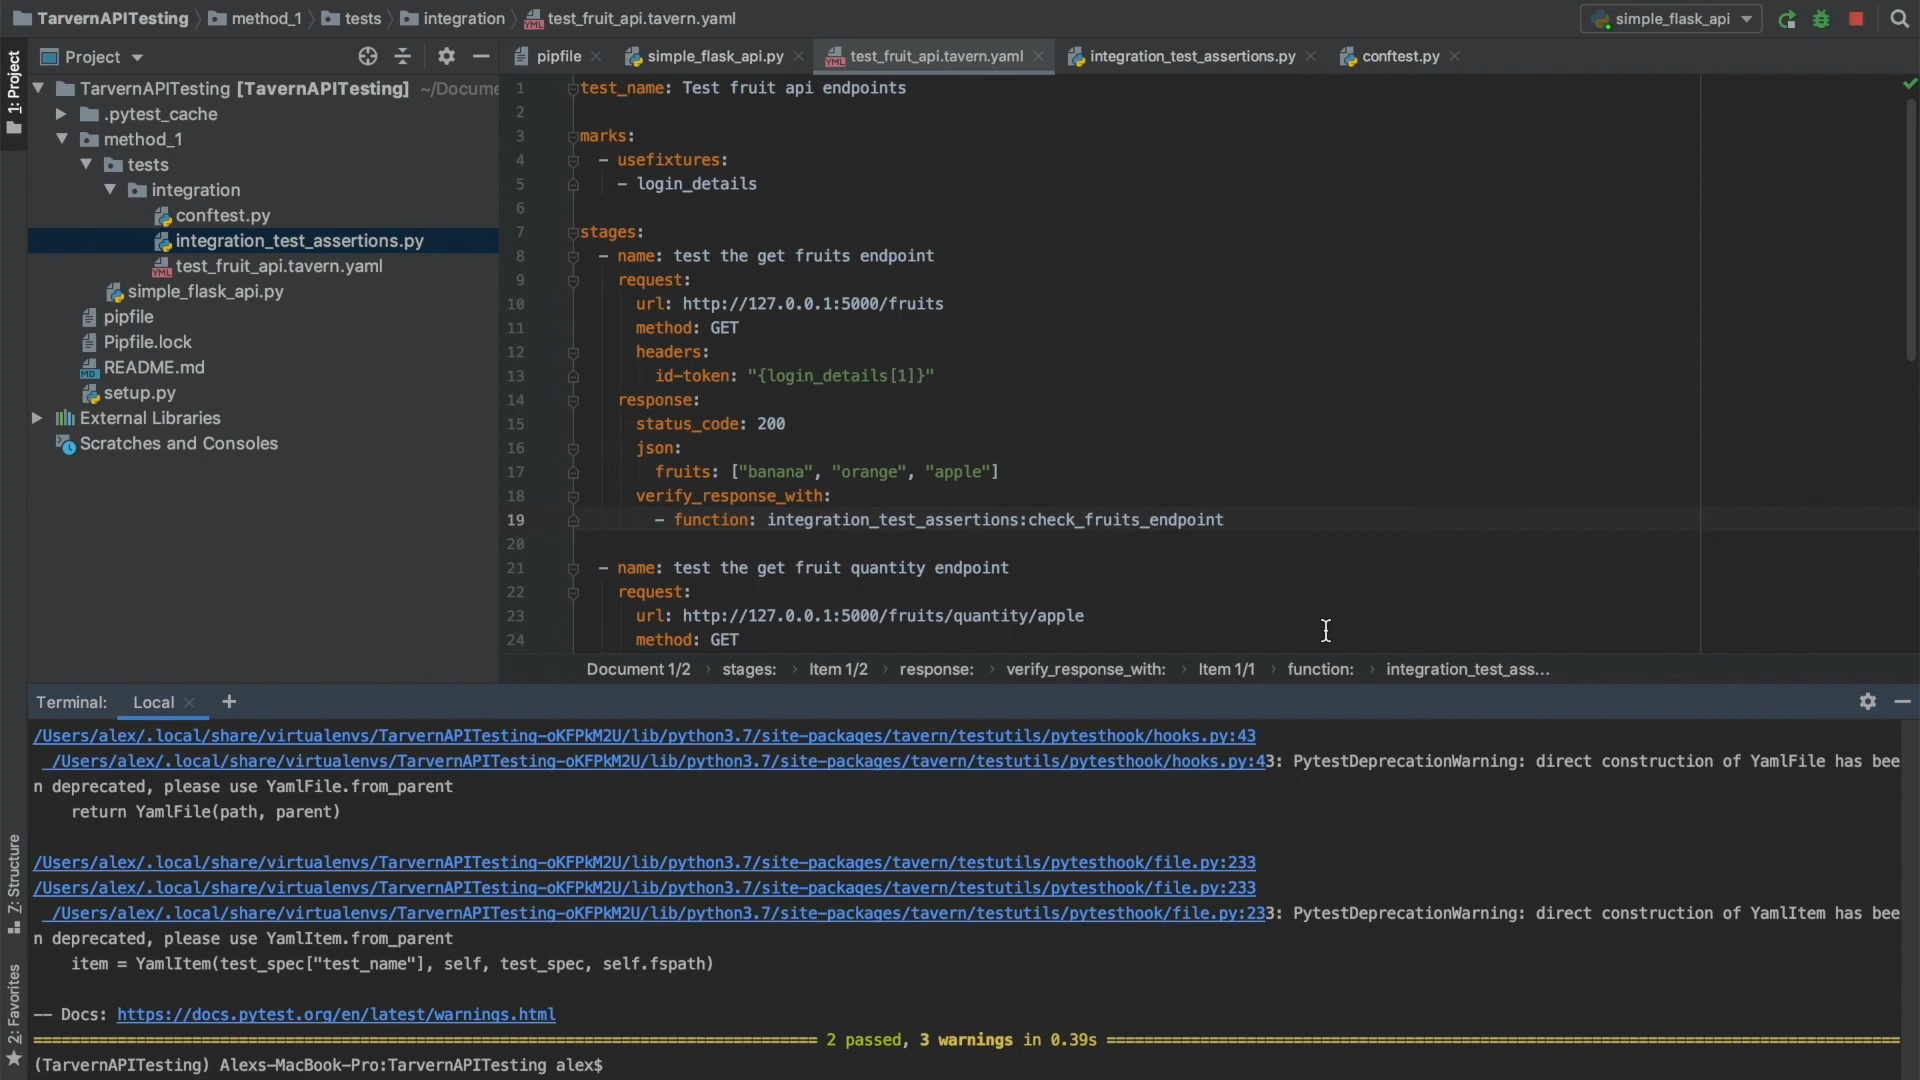 TarvernAPITesting method_1 tests integration test_fruit_api.tavern.yaml simple_flask_api
Project pipfile simple_flask_api.py test_fruit_api.tavern.yaml integration_test_assertions.py conftest.py
1: Project
TarvernAPITesting [TavernAPITesting] ~/Docume
.pytest_cache
method_1
tests
integration
conftest.py
integration_test_assertions.py
test_fruit_api.tavern.yaml
simple_flask_api.py
pipfile
Pipfile.lock
README.md
setup.py
External Libraries
Scratches and Consoles
1 test_name: Test fruit api endpoints
2
3 marks:
4 - usefixtures:
5 - login_details
6
7 stages:
8 - name: test the get fruits endpoint
9 request:
10 url: http://127.0.0.1:5000/fruits
11 method: GET
12 headers:
13 id-token: "{login_details[1]}"
14 response:
15 status_code: 200
16 json:
17 fruits: ["banana", "orange", "apple"]
18 verify_response_with:
19 - function: integration_test_assertions:check_fruits_endpoint
20
21 - name: test the get fruit quantity endpoint
22 request:
23 url: http://127.0.0.1:5000/fruits/quantity/apple
24 method: GET
Document 1/2 stages: Item 1/2 response: verify_response_with: Item 1/1 function: integration_test_ass...
Terminal: Local +
/Users/alex/.local/share/virtualenvs/TarvernAPITesting-oKFPkM2U/lib/python3.7/site-packages/tavern/testutils/pytesthook/hooks.py:43
/Users/alex/.local/share/virtualenvs/TarvernAPITesting-oKFPkM2U/lib/python3.7/site-packages/tavern/testutils/pytesthook/hooks.py:43: PytestDeprecationWarning: direct construction of YamlFile has bee
n deprecated, please use YamlFile.from_parent
return YamlFile(path, parent)
/Users/alex/.local/share/virtualenvs/TarvernAPITesting-oKFPkM2U/lib/python3.7/site-packages/tavern/testutils/pytesthook/file.py:233
/Users/alex/.local/share/virtualenvs/TarvernAPITesting-oKFPkM2U/lib/python3.7/site-packages/tavern/testutils/pytesthook/file.py:233
/Users/alex/.local/share/virtualenvs/TarvernAPITesting-oKFPkM2U/lib/python3.7/site-packages/tavern/testutils/pytesthook/file.py:233: PytestDeprecationWarning: direct construction of YamlItem has bee
n deprecated, please use YamlItem.from_parent
item = YamlItem(test_spec["test_name"], self, test_spec, self.fspath)
-- Docs: https://docs.pytest.org/en/latest/warnings.html
2 passed, 3 warnings in 0.39s
(TarvernAPITesting) Alexs-MacBook-Pro:TarvernAPITesting alex$
Z: Structure
2: Favorites